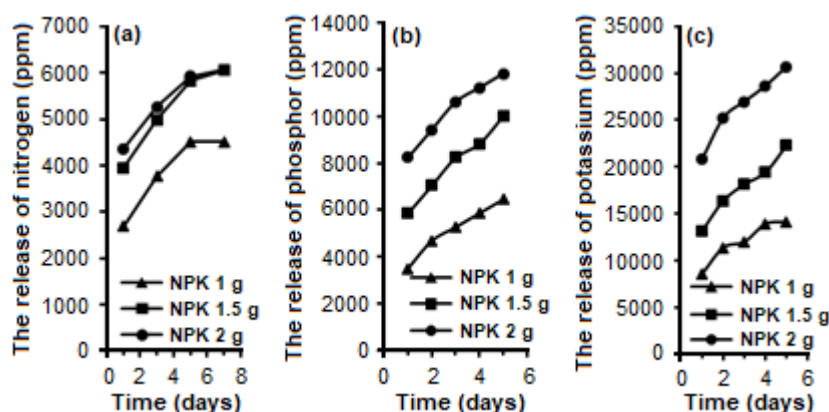 (a)
The release of nitrogen (ppm)
7000
6000
5000
4000
3000
2000
1000
0
NPK 1 g
NPK 1.5 g
NPK 2 g
0 2 4 6 8
Time (days)
(b)
The release of phosphor (ppm)
14000
12000
10000
8000
6000
4000
2000
0
NPK 1 g
NPK 1.5 g
NPK 2 g
0 2 4 6
Time (days)
(c)
The release of potassium (ppm)
35000
30000
25000
20000
15000
10000
5000
0
NPK 1 g
NPK 1.5 g
NPK 2 g
0 2 4 6
Time (days)